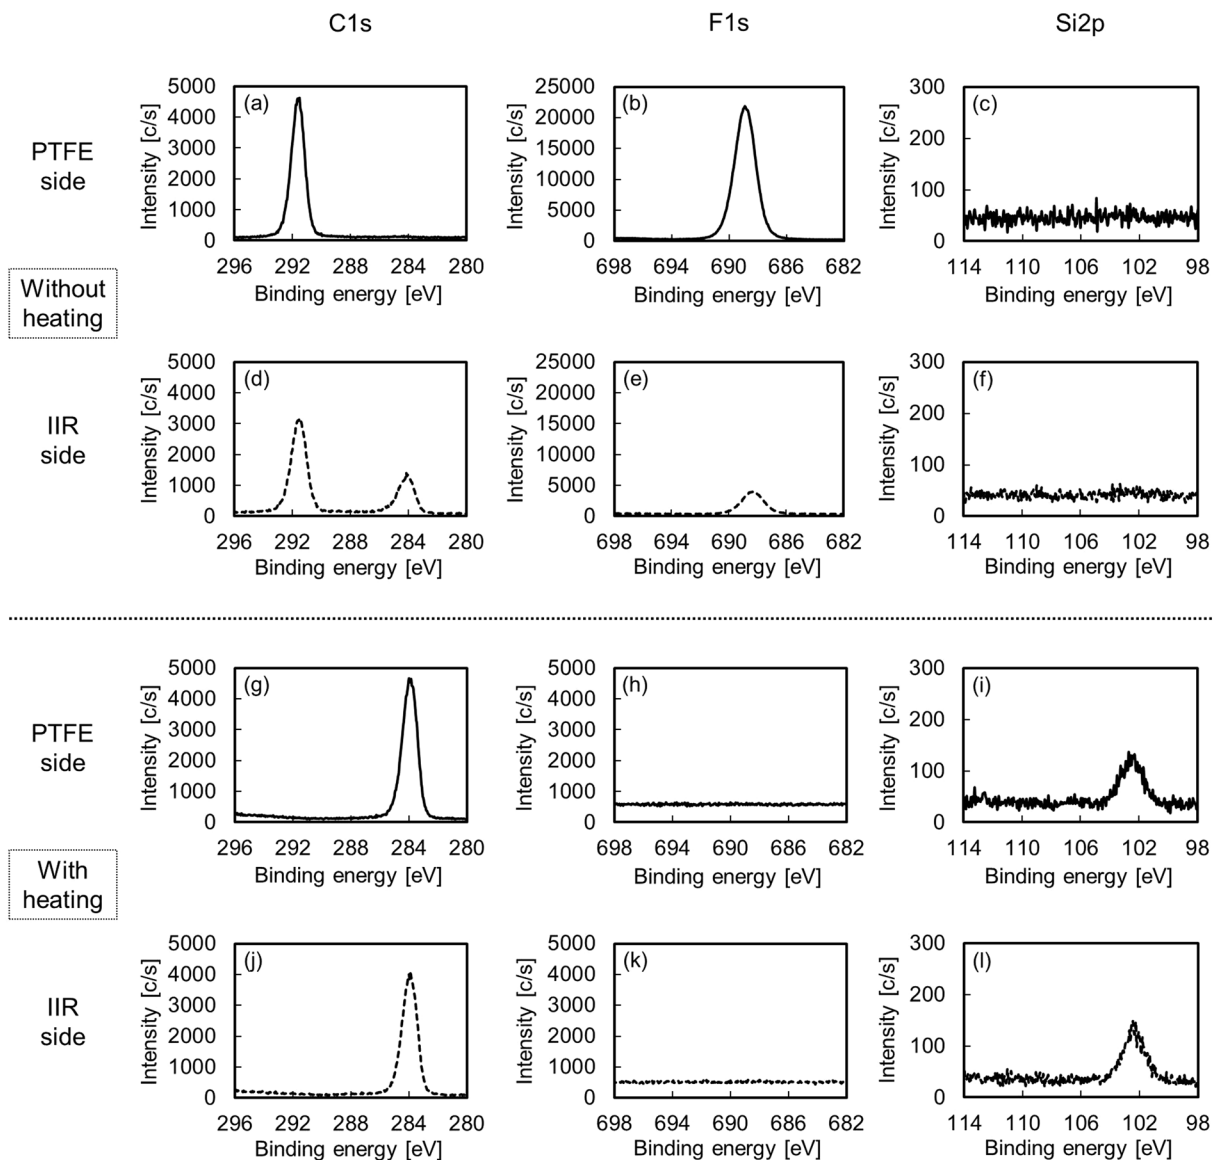 C1s F1s Si2p
PTFE
side
(a)
Intensity [c/s]
5000
4000
3000
2000
1000
0
296 292 288 284 280
Binding energy [eV]
(b)
Intensity [c/s]
25000
20000
15000
10000
5000
0
698 694 690 686 682
Binding energy [eV]
(c)
Intensity [c/s]
300
200
100
0
114 110 106 102 98
Binding energy [eV]
Without
heating
IIR
side
(d)
Intensity [c/s]
5000
4000
3000
2000
1000
0
296 292 288 284 280
Binding energy [eV]
(e)
Intensity [c/s]
25000
20000
15000
10000
5000
0
698 694 690 686 682
Binding energy [eV]
(f)
Intensity [c/s]
300
200
100
0
114 110 106 102 98
Binding energy [eV]
PTFE
side
(g)
Intensity [c/s]
5000
4000
3000
2000
1000
0
296 292 288 284 280
Binding energy [eV]
(h)
Intensity [c/s]
5000
4000
3000
2000
1000
0
698 694 690 686 682
Binding energy [eV]
(i)
Intensity [c/s]
300
200
100
0
114 110 106 102 98
Binding energy [eV]
With
heating
IIR
side
(j)
Intensity [c/s]
5000
4000
3000
2000
1000
0
296 292 288 284 280
Binding energy [eV]
(k)
Intensity [c/s]
5000
4000
3000
2000
1000
0
698 694 690 686 682
Binding energy [eV]
(l)
Intensity [c/s]
300
200
100
0
114 110 106 102 98
Binding energy [eV]